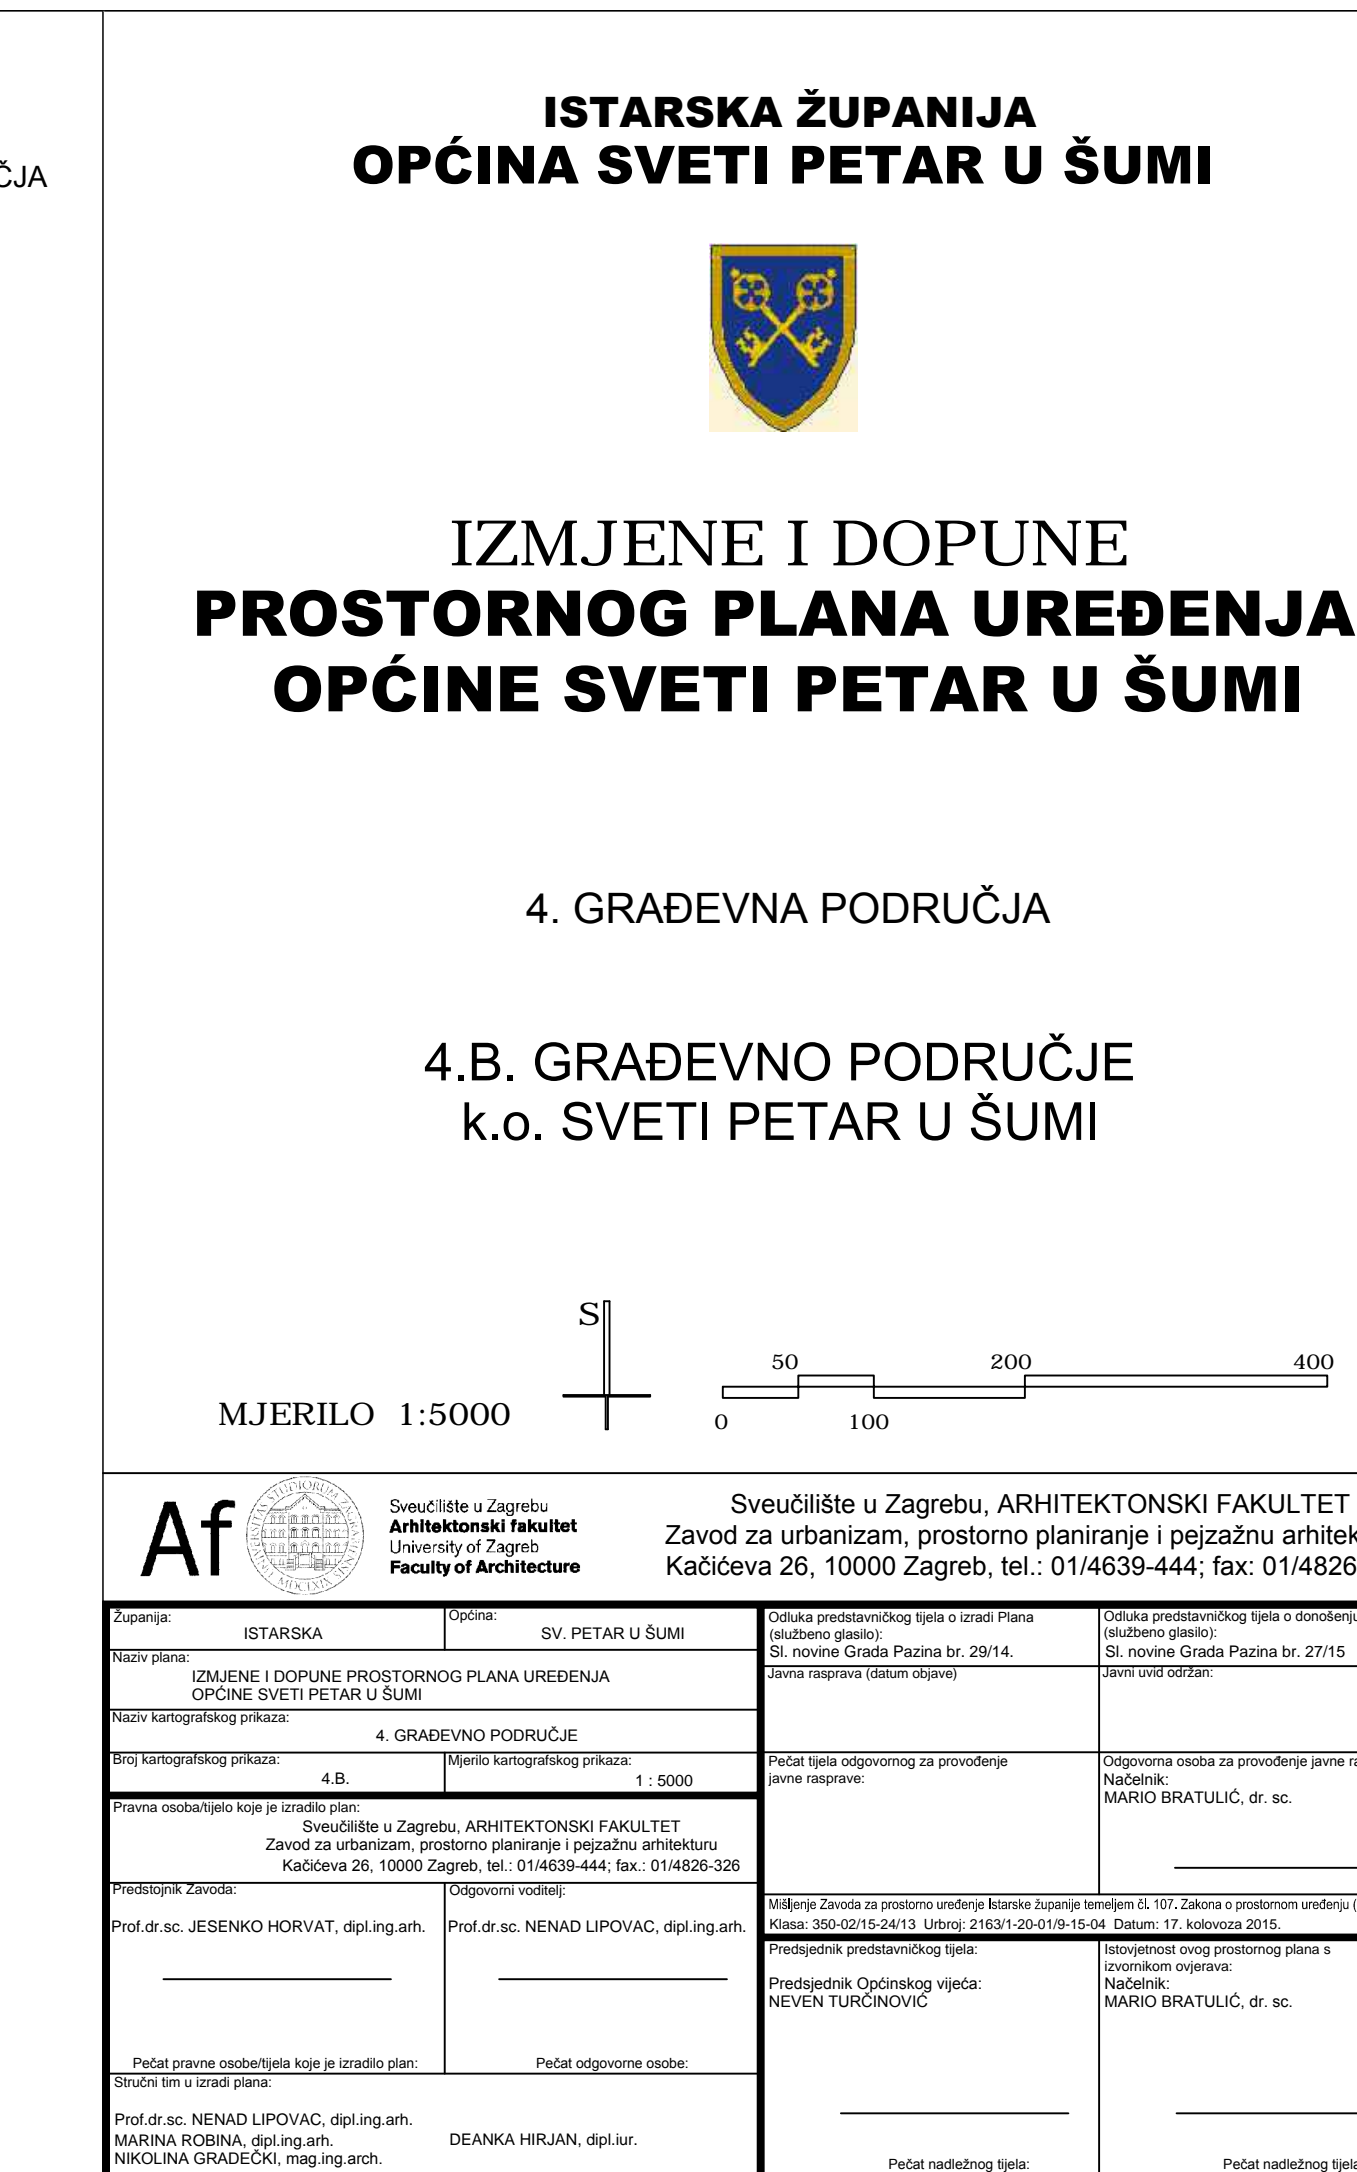 ČJA
ISTARSKA ŽUPANIJA
OPĆINA SVETI PETAR U ŠUMI
IZMJENE I DOPUNE
PROSTORNOG PLANA UREĐENJA
OPĆINE SVETI PETAR U ŠUMI
4. GRAĐEVNA PODRUČJA
4.B. GRAĐEVNO PODRUČJE
k.o. SVETI PETAR U ŠUMI
S
50 200 400
MJERILO 1:5000
0 100
Af
Sveučilište u Zagrebu
Arhitektonski fakultet
University of Zagreb
Faculty of Architecture
Sveučilište u Zagrebu, ARHITEKTONSKI FAKULTET
Zavod za urbanizam, prostorno planiranje i pejzažnu arhitek
Kačićeva 26, 10000 Zagreb, tel.: 01/4639-444; fax: 01/4826
Županija:
ISTARSKA
Općina:
SV. PETAR U ŠUMI
Naziv plana:
IZMJENE I DOPUNE PROSTORNOG PLANA UREĐENJA
OPĆINE SVETI PETAR U ŠUMI
Naziv kartografskog prikaza:
4. GRAĐEVNO PODRUČJE
Broj kartografskog prikaza:
4.B.
Mjerilo kartografskog prikaza:
1 : 5000
Pravna osoba/tijelo koje je izradilo plan:
Sveučilište u Zagrebu, ARHITEKTONSKI FAKULTET
Zavod za urbanizam, prostorno planiranje i pejzažnu arhitekturu
Kačićeva 26, 10000 Zagreb, tel.: 01/4639-444; fax.: 01/4826-326
Predstojnik Zavoda:
Prof.dr.sc. JESENKO HORVAT, dipl.ing.arh.
Odgovorni voditelj:
Prof.dr.sc. NENAD LIPOVAC, dipl.ing.arh.
Pečat pravne osobe/tijela koje je izradilo plan:
Pečat odgovorne osobe:
Stručni tim u izradi plana:
Prof.dr.sc. NENAD LIPOVAC, dipl.ing.arh.
MARINA ROBINA, dipl.ing.arh.
DEANKA HIRJAN, dipl.iur.
NIKOLINA GRADEČKI, mag.ing.arch.
Odluka predstavničkog tijela o izradi Plana
(službeno glasilo):
Sl. novine Grada Pazina br. 29/14.
Odluka predstavničkog tijela o donošenju
(službeno glasilo):
Sl. novine Grada Pazina br. 27/15
Javna rasprava (datum objave)
Javni uvid održan:
Pečat tijela odgovornog za provođenje
javne rasprave:
Odgovorna osoba za provođenje javne ra
Načelnik:
MARIO BRATULIĆ, dr. sc.
Mišljenje Zavoda za prostorno uređenje Istarske županije temeljem čl. 107. Zakona o prostornom uređenju (
Klasa: 350-02/15-24/13 Urbroj: 2163/1-20-01/9-15-04 Datum: 17. kolovoza 2015.
Predsjednik predstavničkog tijela:
Predsjednik Općinskog vijeća:
NEVEN TURČINOVIĆ
Istovjetnost ovog prostornog plana s
izvornikom ovjerava:
Načelnik:
MARIO BRATULIĆ, dr. sc.
Pečat nadležnog tijela:
Pečat nadležnog tijela